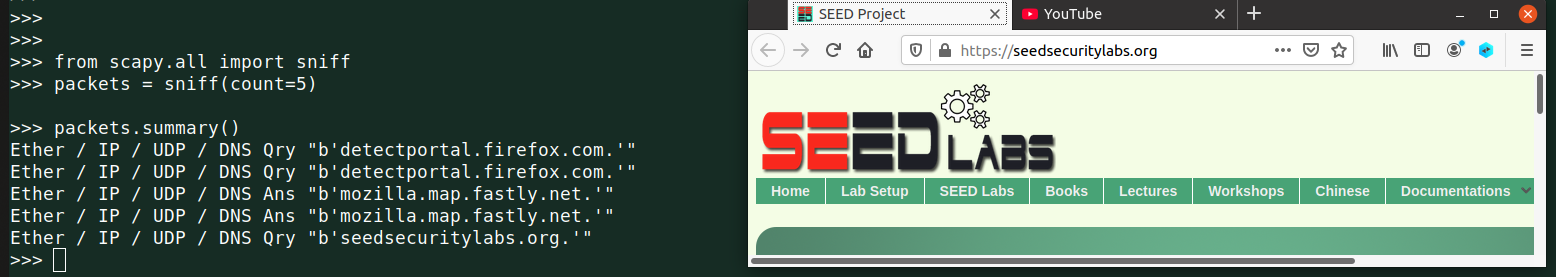 >>>
>>>
>>> from scapy.all import sniff
>>> packets = sniff(count=5)
>>> packets.summary()
Ether / IP / UDP / DNS Qry "b'detectportal.firefox.com.'"
Ether / IP / UDP / DNS Qry "b'detectportal.firefox.com.'"
Ether / IP / UDP / DNS Ans "b'mozilla.map.fastly.net.'"
Ether / IP / UDP / DNS Ans "b'mozilla.map.fastly.net.'"
Ether / IP / UDP / DNS Qry "b'seedsecuritylabs.org.'"
>>>
SEED Project YouTube
https://seedsecuritylabs.org
SEED LABS
Home Lab Setup SEED Labs Books Lectures Workshops Chinese Documentations